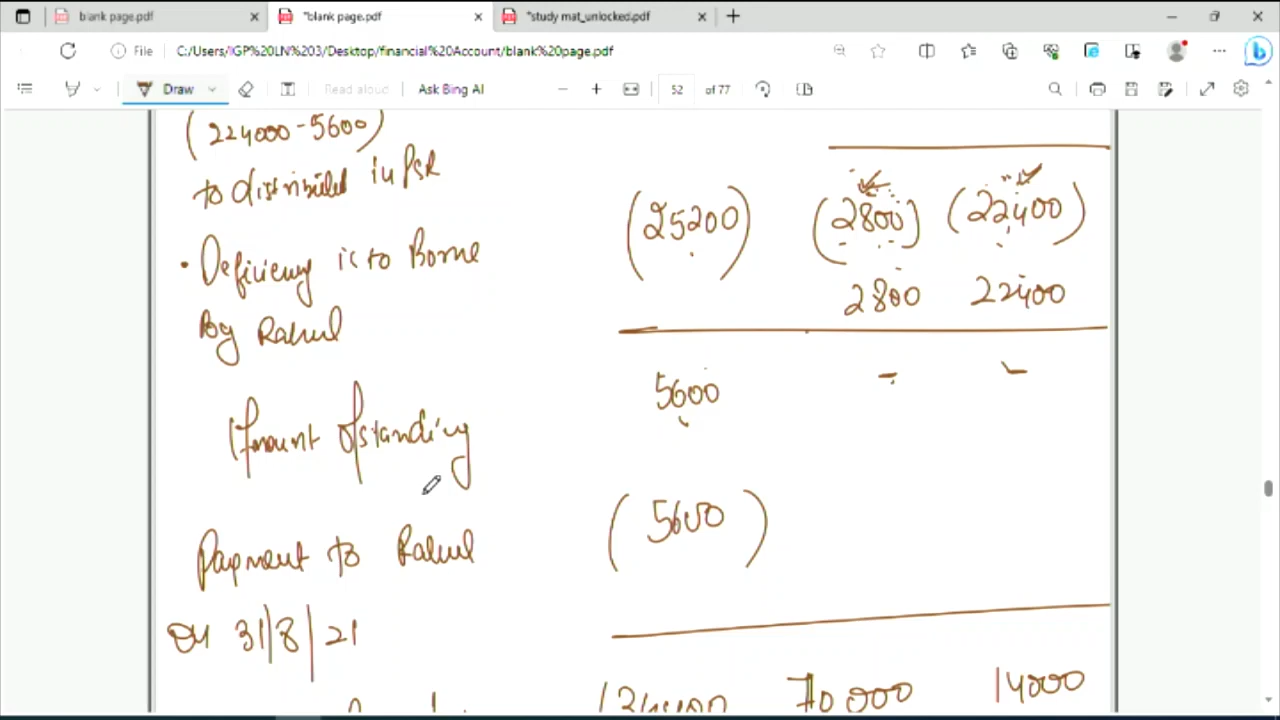 blank page.pdf
*blank page.pdf
*study mat_unlocked.pdf
File C:/Users/IGP%20LN%203/Desktop/financial%20Account/blank%20page.pdf
Draw Read aloud Ask Bing AI 52 of 77
(224000-5600)
to distributed in PSR
(25200) (2800) (22400)
• Deficiency is to Borne 2800 22400
By Rahul
5600 - -
Amount
(5600)
Payment to Rahul
on 31/8/21
70000 14000